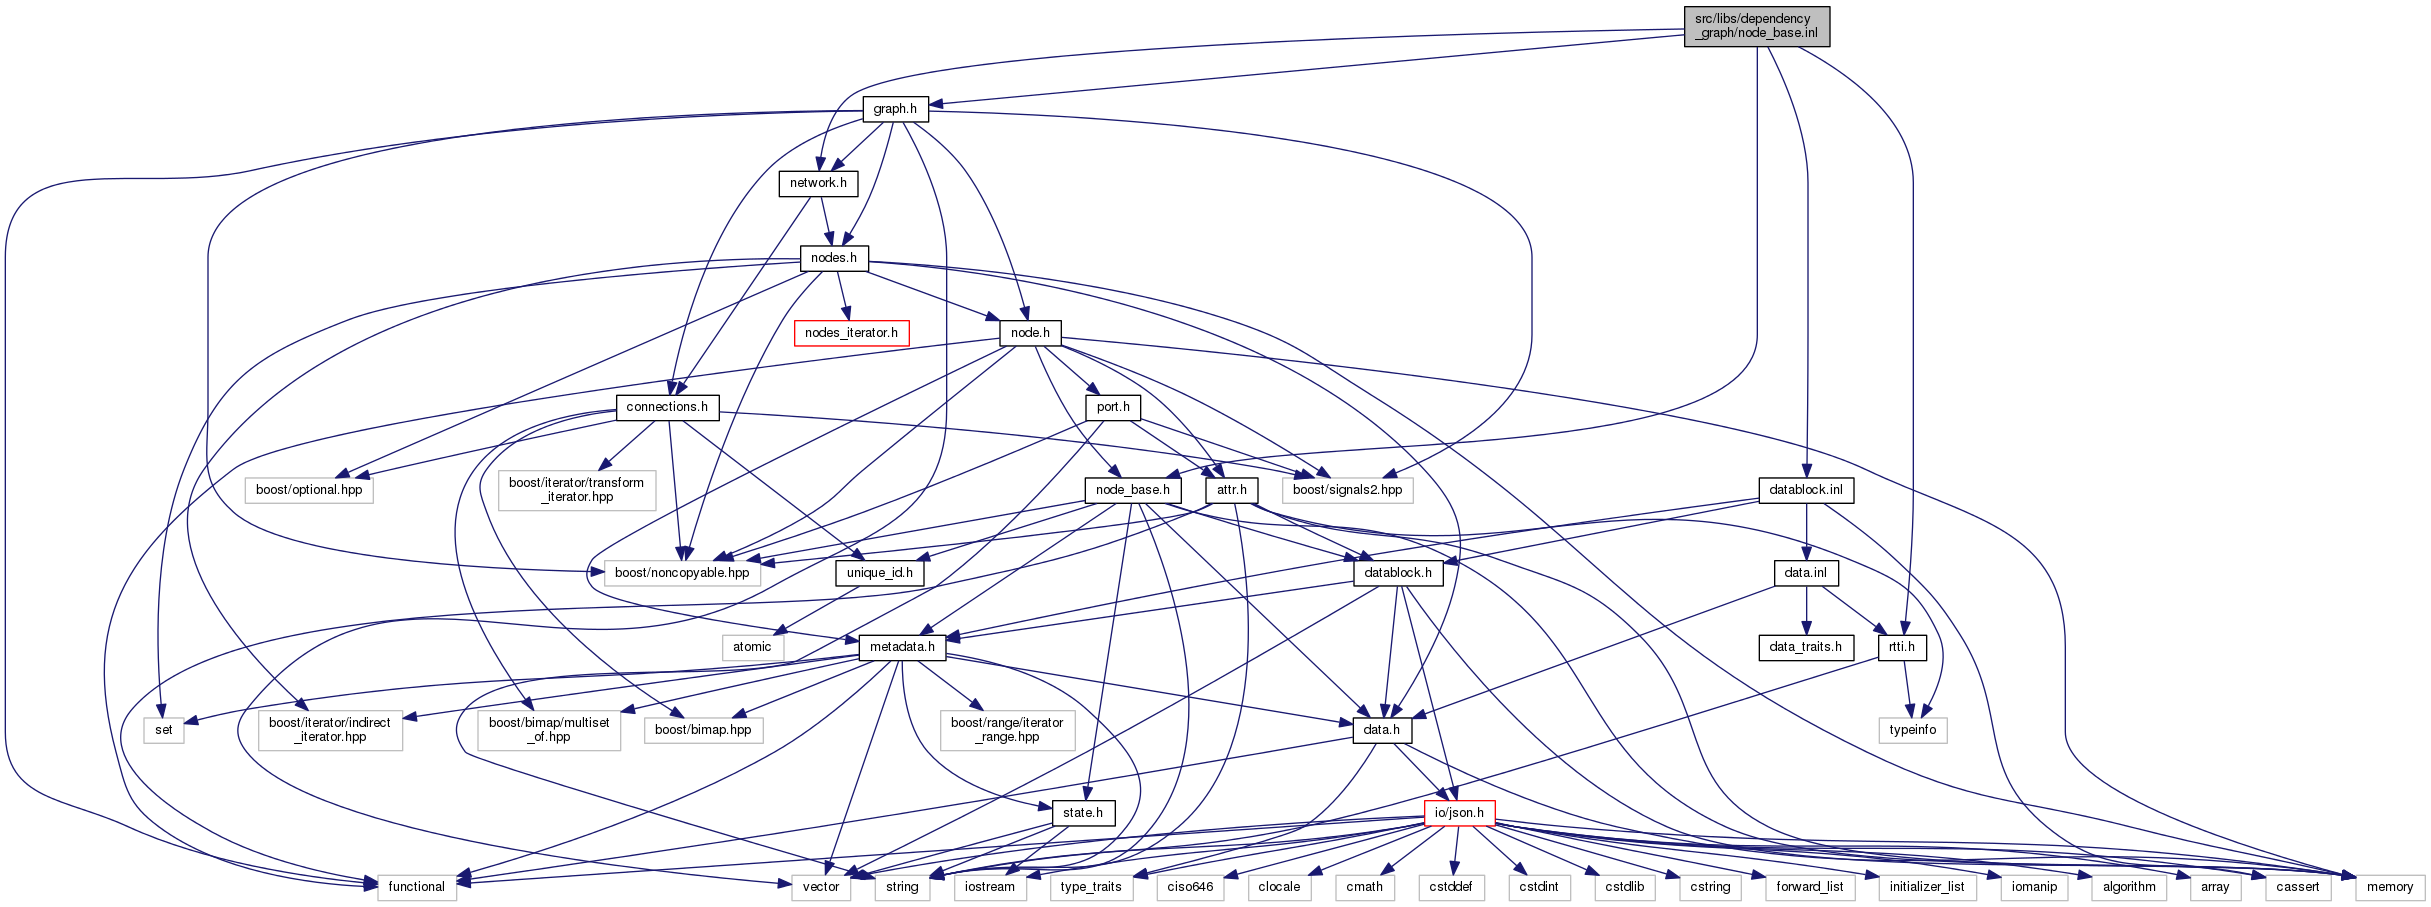 src/libs/dependency
_graph/node_base.inl
graph.h
network.h
nodes.h
nodes_iterator.h
node.h
connections.h
port.h
boost/optional.hpp
boost/iterator/transform
_iterator.hpp
node_base.h
attr.h
boost/signals2.hpp
datablock.inl
boost/noncopyable.hpp
unique_id.h
datablock.h
data.inl
atomic
metadata.h
data_traits.h
rtti.h
set
boost/iterator/indirect
_iterator.hpp
boost/bimap/multiset
_of.hpp
boost/bimap.hpp
boost/range/iterator
_range.hpp
data.h
typeinfo
state.h
io/json.h
functional
vector
string
iostream
type_traits
ciso646
clocale
cmath
cstddef
cstdint
cstdlib
cstring
forward_list
initializer_list
iomanip
algorithm
array
cassert
memory